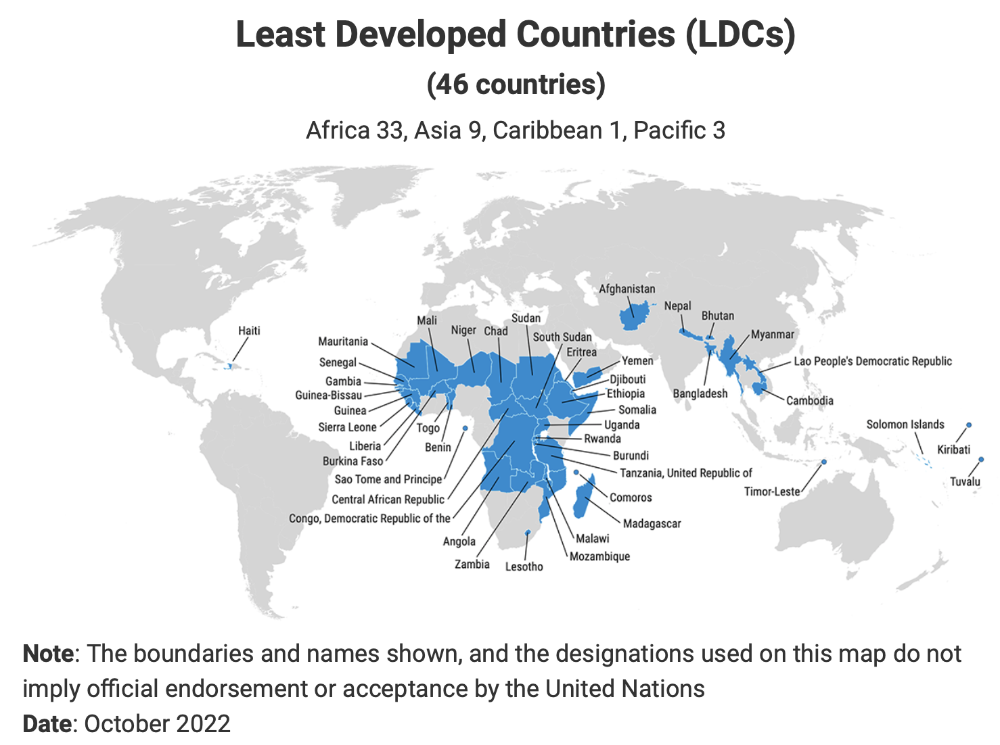 Least Developed Countries (LDCs)
(46 countries)
Africa 33, Asia 9, Caribbean 1, Pacific 3
Haiti
Mauritania
Senegal
Gambia
Guinea-Bissau
Guinea
Sierra Leone
Liberia
Burkina Faso
Sao Tome and Principe
Central African Republic
Congo, Democratic Republic of the
Angola
Zambia
Lesotho
Togo
Benin
Mali
Niger
Chad
Sudan
South Sudan
Eritrea
Yemen
Djibouti
Ethiopia
Somalia
Uganda
Rwanda
Burundi
Tanzania, United Republic of
Comoros
Madagascar
Malawi
Mozambique
Afghanistan
Nepal
Bhutan
Myanmar
Lao People's Democratic Republic
Bangladesh
Cambodia
Solomon Islands
Kiribati
Tuvalu
Timor-Leste
Note: The boundaries and names shown, and the designations used on this map do not
imply official endorsement or acceptance by the United Nations
Date: October 2022